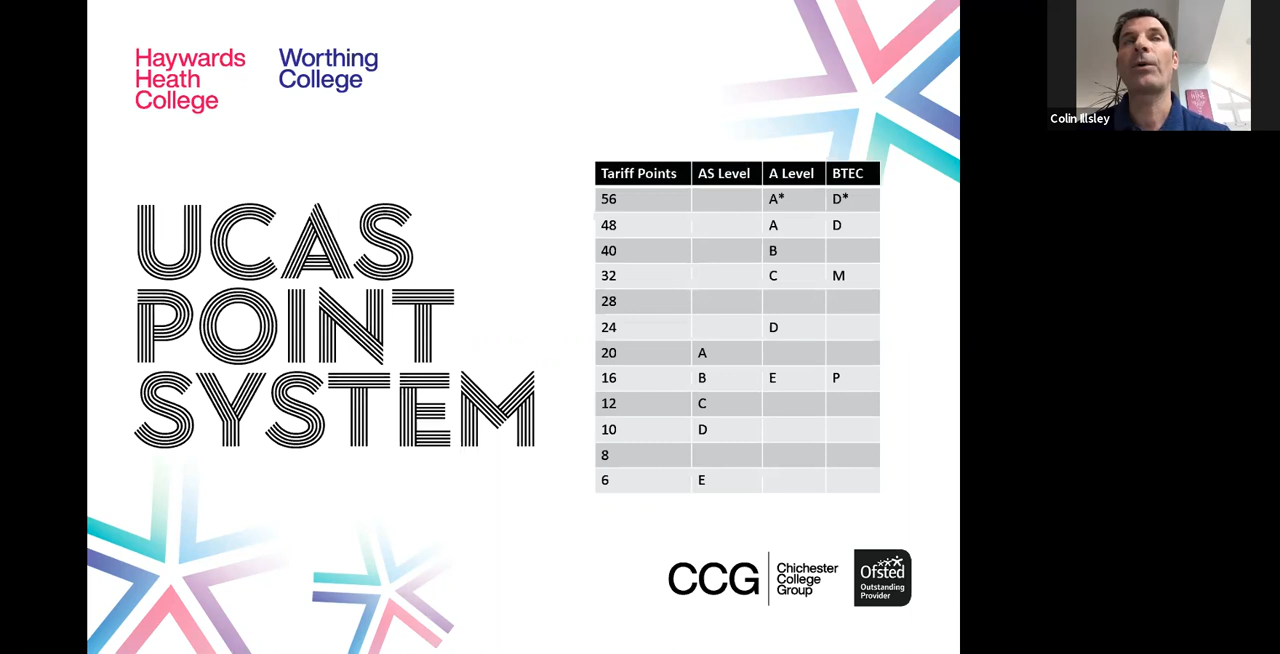 Haywards
Heath
College
Worthing
College
UCAS
POINT
SYSTEM
Tariff Points AS Level A Level BTEC
56 A* D*
48 A D
40 B
32 C M
28
24 D
20 A
16 B E P
12 C
10 D
8
6 E
CCG
Chichester
College
Group
Ofsted
Outstanding
Provider
Colin Illsley
WINE